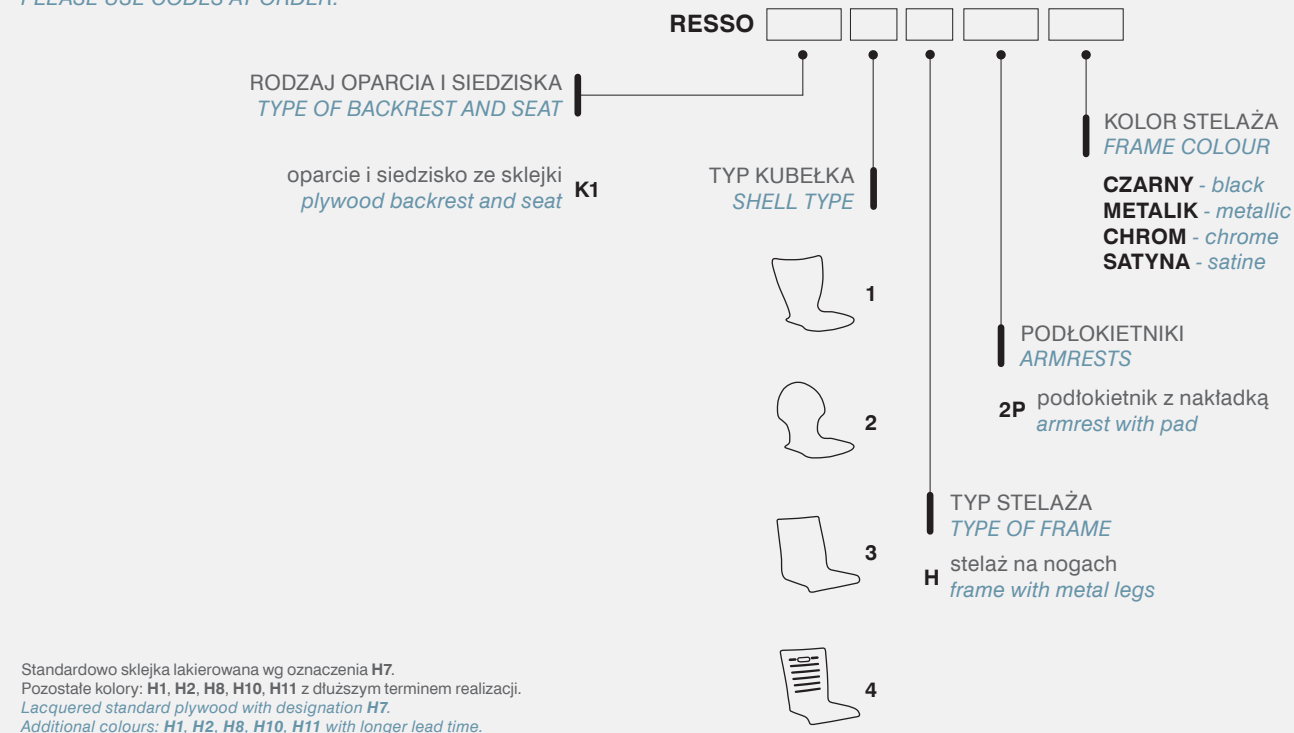 PLEASE USE CODES AT ORDER.
RESSO
RODZAJ OPARCIA I SIEDZISKA
TYPE OF BACKREST AND SEAT
oparcie i siedzisko ze sklejki
plywood backrest and seat
K1
TYP KUBEŁKA
SHELL TYPE
1
2
3
4
KOLOR STELAŻA
FRAME COLOUR
CZARNY - black
METALIK - metallic
CHROM - chrome
SATYNA - satine
PODŁOKIETNIKI
ARMRESTS
2P
podłokietnik z nakładką
armrest with pad
TYP STELAŻA
TYPE OF FRAME
H
stelaż na nogach
frame with metal legs
Standardowo sklejka lakierowana wg oznaczenia H7.
Pozostałe kolory: H1, H2, H8, H10, H11 z dłuższym terminem realizacji.
Lacquered standard plywood with designation H7.
Additional colours: H1, H2, H8, H10, H11 with longer lead time.